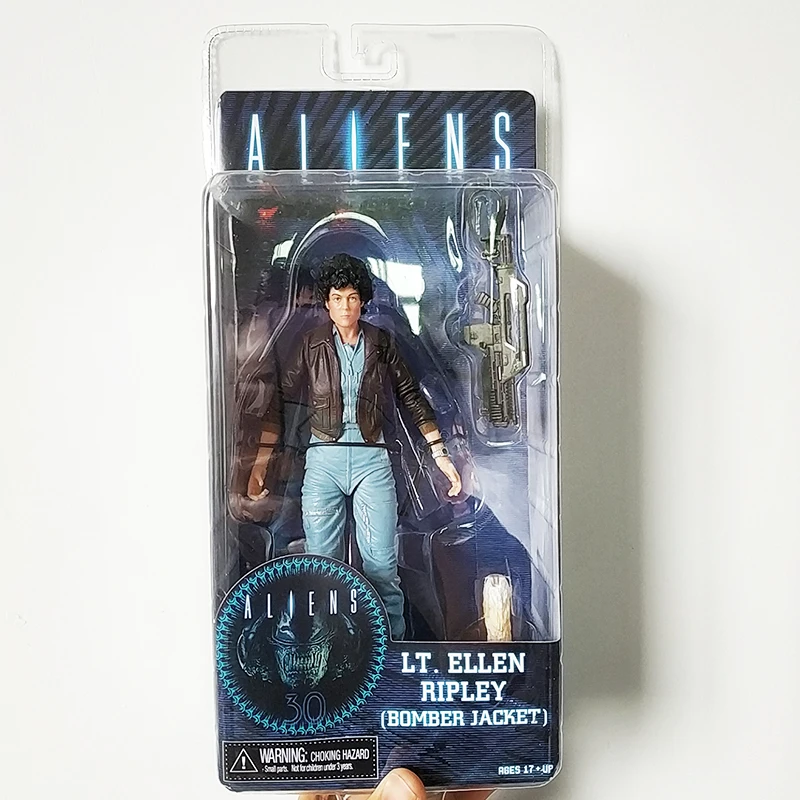 ALIENS
ALIENS
30
LT. ELLEN
RIPLEY
(BOMBER JACKET)
WARNING: CHOKING HAZARD
- Small parts. Not for children under 3 years.
AGES 17 + UP